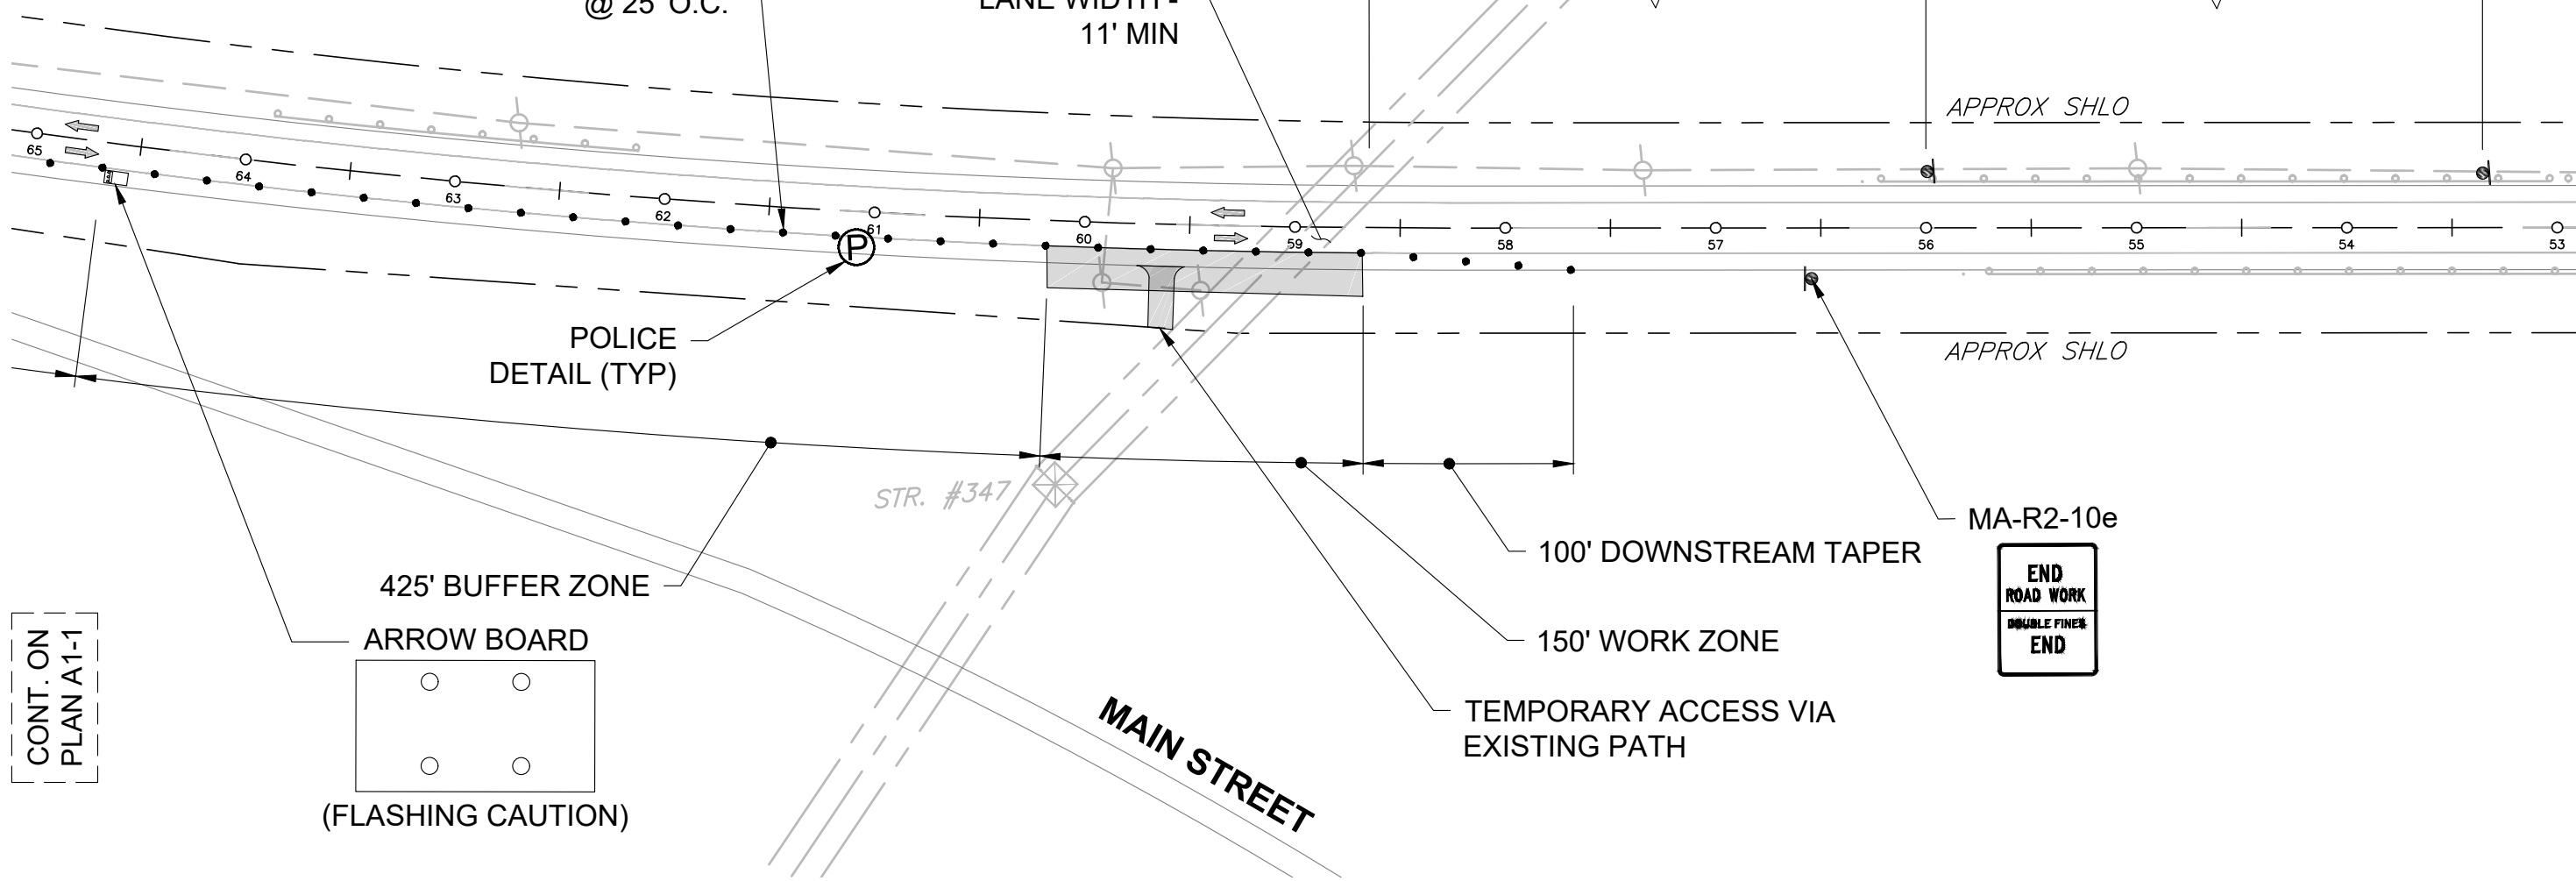 @ 25' O.C.
LANE WIDTH -
11' MIN
APPROX SHLO
65
64
63
62
61
60
59
58
57
56
55
54
53
P
APPROX SHLO
POLICE
DETAIL (TYP)
STR. #347
MA-R2-10e
END
ROAD WORK
DOUBLE FINES
END
100' DOWNSTREAM TAPER
425' BUFFER ZONE
150' WORK ZONE
ARROW BOARD
CONT. ON
PLAN A1-1
TEMPORARY ACCESS VIA
EXISTING PATH
MAIN STREET
(FLASHING CAUTION)